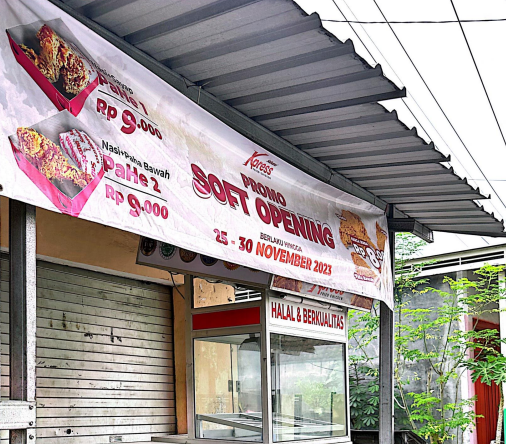 PaHe 1
Rp 9.000
Nasi+Paha Bawah
PaHe 2
Rp 9.000
Xpress
PROMO
SOFT OPENING
BERLAKU HINGGA
25 - 30 NOVEMBER 2023
HALAL & BERKUALITAS